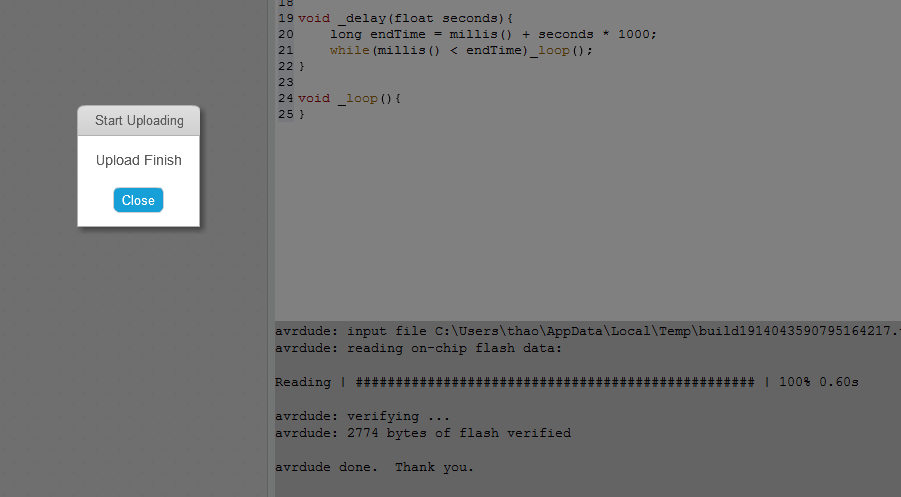 18
19 void _delay(float seconds){
20 long endTime = millis() + seconds * 1000;
21 while(millis() < endTime)_loop();
22 }
23
24 void _loop(){
25 }
Start Uploading
Upload Finish
Close
avrdude: input file C:\Users\thao\AppData\Local\Temp\build1914043590795164217.
avrdude: reading on-chip flash data:
Reading | ################################################## | 100% 0.60s
avrdude: verifying ...
avrdude: 2774 bytes of flash verified
avrdude done.  Thank you.